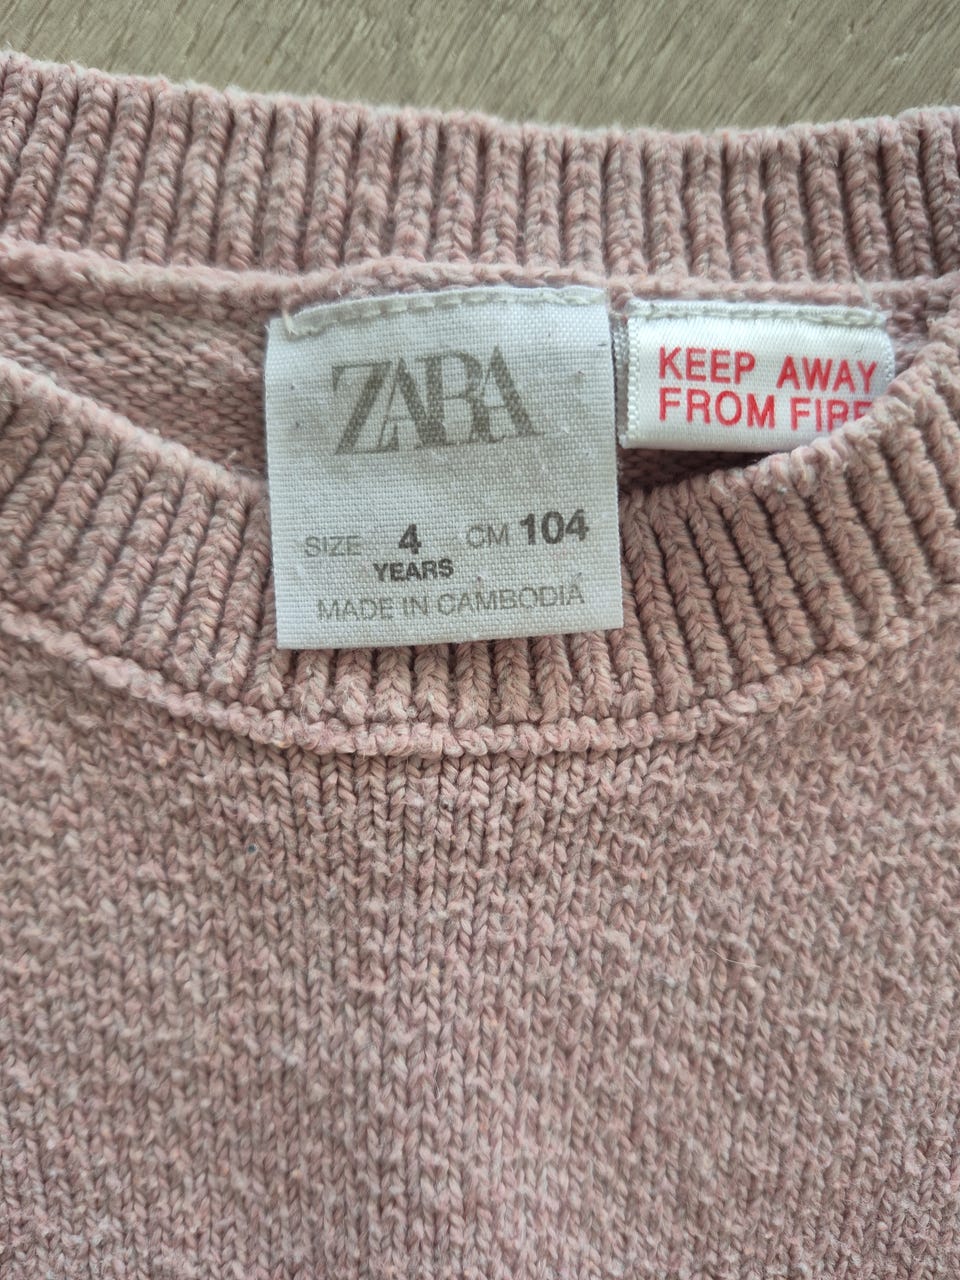 ZARA
SIZE 4 CM 104
YEARS
MADE IN CAMBODIA
KEEP AWAY
FROM FIRE